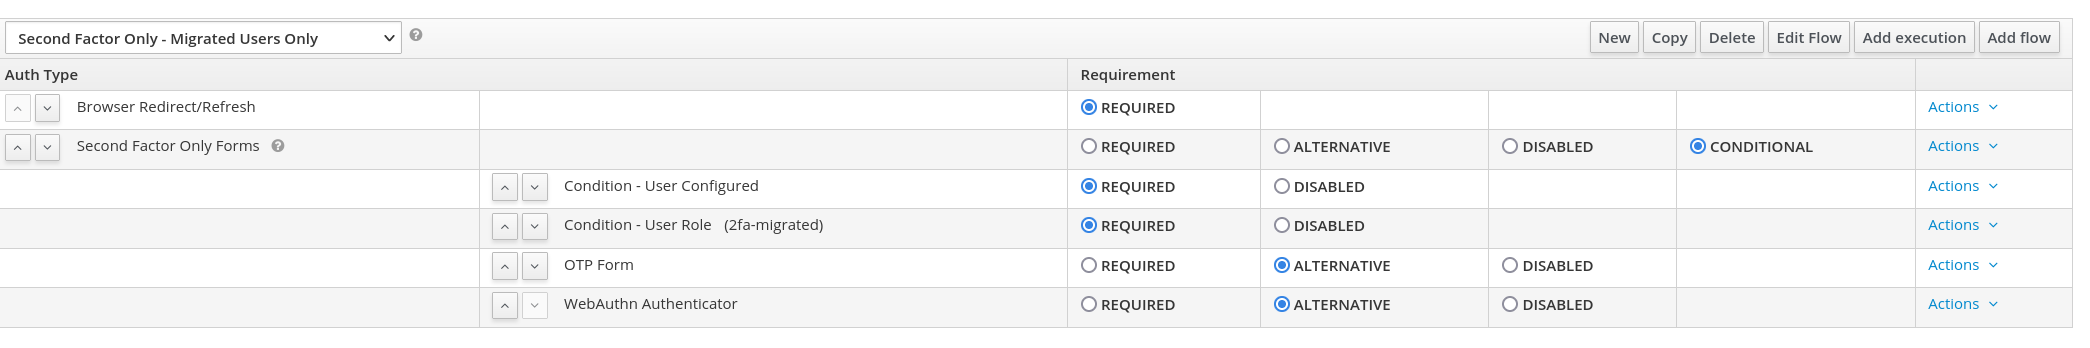 Second Factor Only - Migrated Users Only
New Copy Delete Edit Flow Add execution Add flow
Auth Type Requirement
Browser Redirect/Refresh REQUIRED Actions
Second Factor Only Forms REQUIRED ALTERNATIVE DISABLED CONDITIONAL Actions
Condition - User Configured REQUIRED DISABLED Actions
Condition - User Role (2fa-migrated) REQUIRED DISABLED Actions
OTP Form REQUIRED ALTERNATIVE DISABLED Actions
WebAuthn Authenticator REQUIRED ALTERNATIVE DISABLED Actions